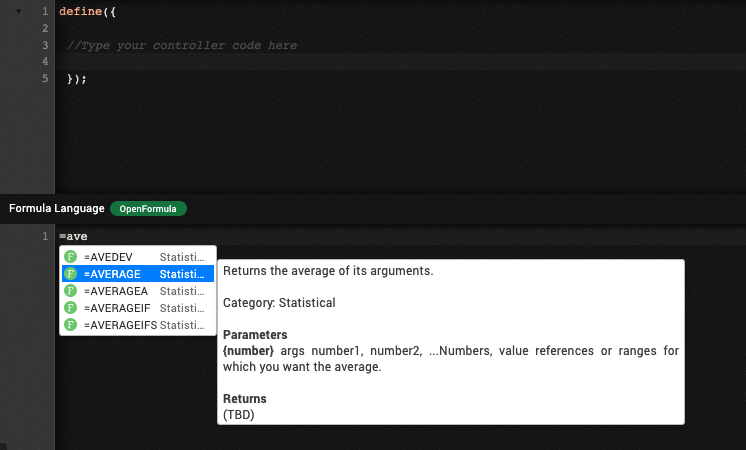 1 define({
2
3 //Type your controller code here
4
5 });
Formula Language OpenFormula
1 =ave
F =AVEDEV Statisti...
F =AVERAGE Statisti...
F =AVERAGEA Statisti...
F =AVERAGEIF Statisti...
F =AVERAGEIFS Statisti...
Returns the average of its arguments.
Category: Statistical
Parameters
{number} args number1, number2, ...Numbers, value references or ranges for
which you want the average.
Returns
(TBD)